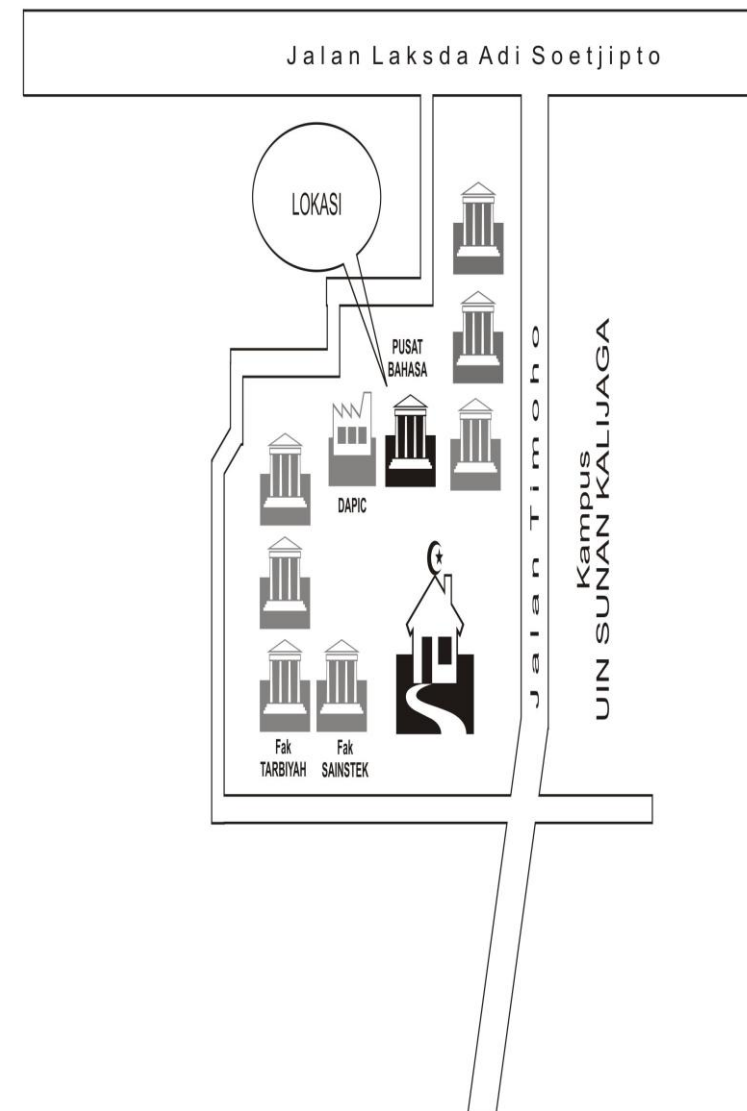 Jalan Laksda Adi Soetjipto
LOKASI
PUSAT
BAHASA
DAPIC
Jalan Timoho
Kampus
UIN SUNAN KALIJAGA
Fak
TARBIYAH
Fak
SAINSTEK